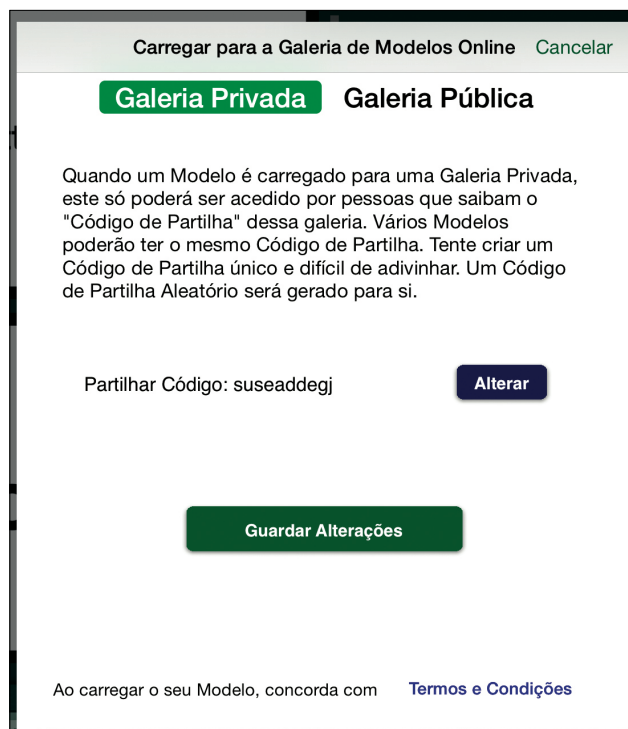 Carregar para a Galeria de Modelos Online Cancelar
Galeria Privada Galeria Pública
Quando um Modelo é carregado para uma Galeria Privada,
este só poderá ser acedido por pessoas que saibam o
"Código de Partilha" dessa galeria. Vários Modelos
poderão ter o mesmo Código de Partilha. Tente criar um
Código de Partilha único e difícil de adivinhar. Um Código
de Partilha Aleatório será gerado para si.
Partilhar Código: suseaddegj Alterar
Guardar Alterações
Ao carregar o seu Modelo, concorda com Termos e Condições